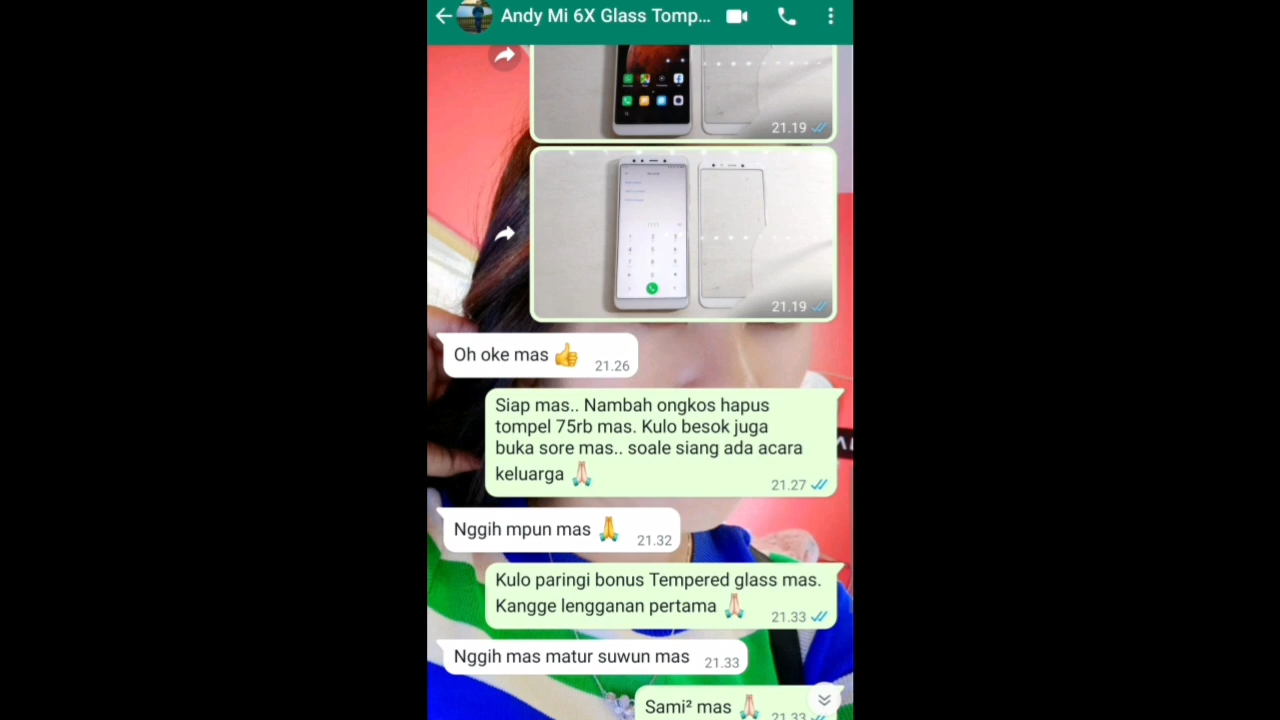 Andy Mi 6X Glass Tomp...
21.19
21.19
Oh oke mas 👍
21.26
Siap mas.. Nambah ongkos hapus
tompel 75rb mas. Kulo besok juga
buka sore mas.. soale siang ada acara
keluarga 🙏🏻
21.27
Nggih mpun mas 🙏
21.32
Kulo paringi bonus Tempered glass mas.
Kangge lengganan pertama 🙏🏻
21.33
Nggih mas matur suwun mas
21.33
Sami² mas 🙏🏻
21.33